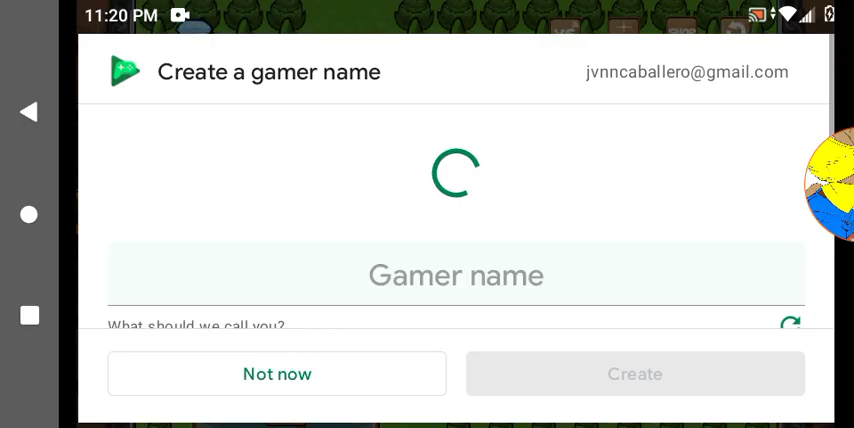 11:20 PM
Create a gamer name
jvnncaballero@gmail.com
Gamer name
What should we call you?
Not now
Create